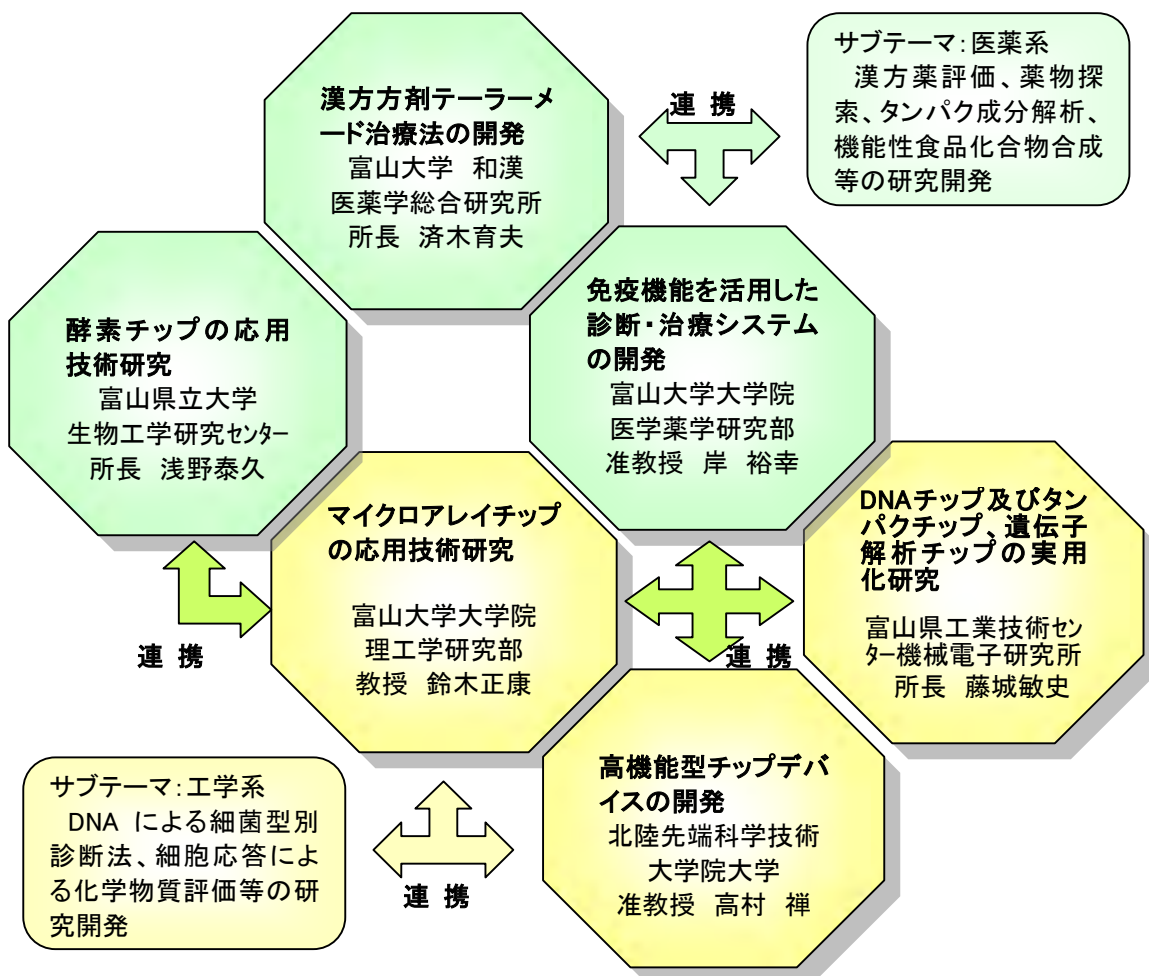 サブテーマ：医薬系
漢方薬評価、薬物探
索、タンパク成分解析、
機能性食品化合物合成
等の研究開発
連 携
漢方方剤テーラーメ
ード治療法の開発
富山大学 和漢
医薬学総合研究所
所長 済木育夫
免疫機能を活用した
診断・治療システム
の開発
富山大学大学院
医学薬学研究部
准教授 岸 裕幸
酵素チップの応用
技術研究
富山県立大学
生物工学研究センター
所長 浅野泰久
マイクロアレイチップ
の応用技術研究
富山大学大学院
理工学研究部
教授 鈴木正康
DNAチップ及びタン
パクチップ、遺伝子
解析チップの実用
化研究
富山県工業技術セン
ター機械電子研究所
所長 藤城敏史
連 携
連 携
高機能型チップデバ
イスの開発
北陸先端科学技術
大学院大学
准教授 高村 禅
サブテーマ：工学系
DNA による細菌型別
診断法、細胞応答によ
る化学物質評価等の研
究開発
連 携